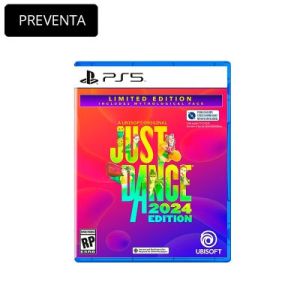 PREVENTA
PS5
LIMITED EDITION
INCLUDES MYTHOLOGICAL PACK
A UBISOFT ORIGINAL
JUST
DANCE
2024
EDITION
RP
UBISOFT